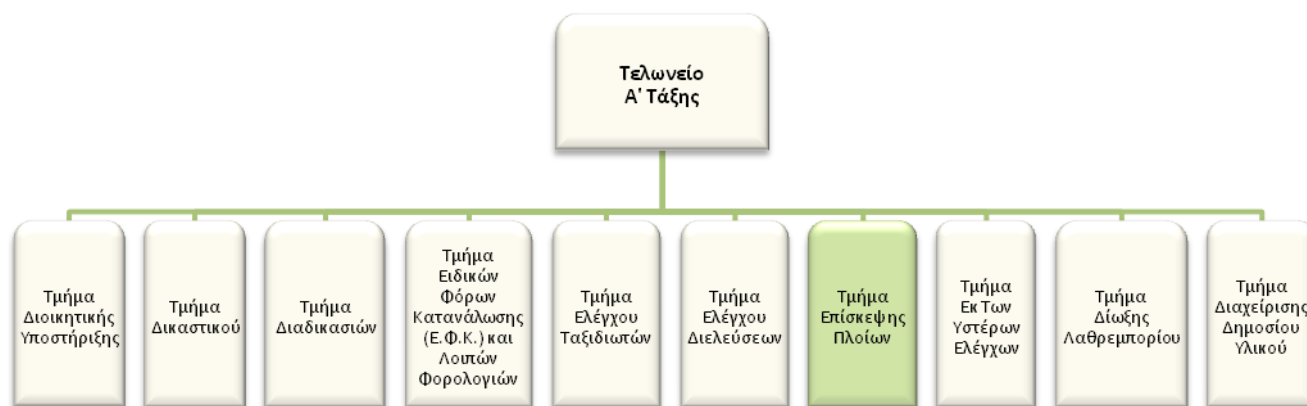 Τελωνείο
Α' Τάξης
Τμήμα
Διοικητικής
Υποστήριξης
Τμήμα
Δικαστικού
Τμήμα
Διαδικασιών
Τμήμα
Ειδικών
Φόρων
Κατανάλωσης
(Ε.Φ.Κ.) και
Λοιπών
Φορολογιών
Τμήμα
Ελέγχου
Ταξιδιωτών
Τμήμα
Ελέγχου
Διελεύσεων
Τμήμα
Επίσκεψης
Πλοίων
Τμήμα
Εκ Των
Υστέρων
Ελέγχων
Τμήμα
Δίωξης
Λαθρεμπορίου
Τμήμα
Διαχείρισης
Δημοσίου
Υλικού